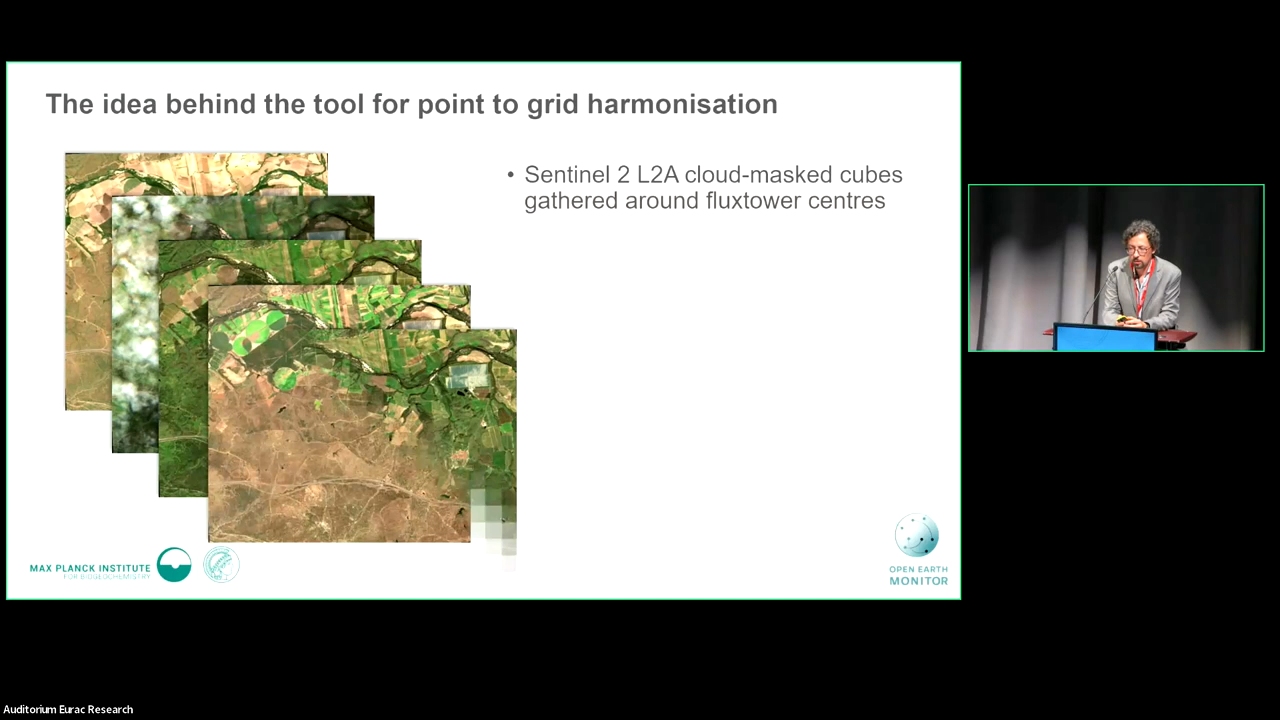 The idea behind the tool for point to grid harmonisation
• Sentinel 2 L2A cloud-masked cubes
gathered around fluxtower centres
MAX PLANCK INSTITUTE
FOR BIOGEOCHEMISTRY
OPEN EARTH
MONITOR
Auditorium Eurac Research